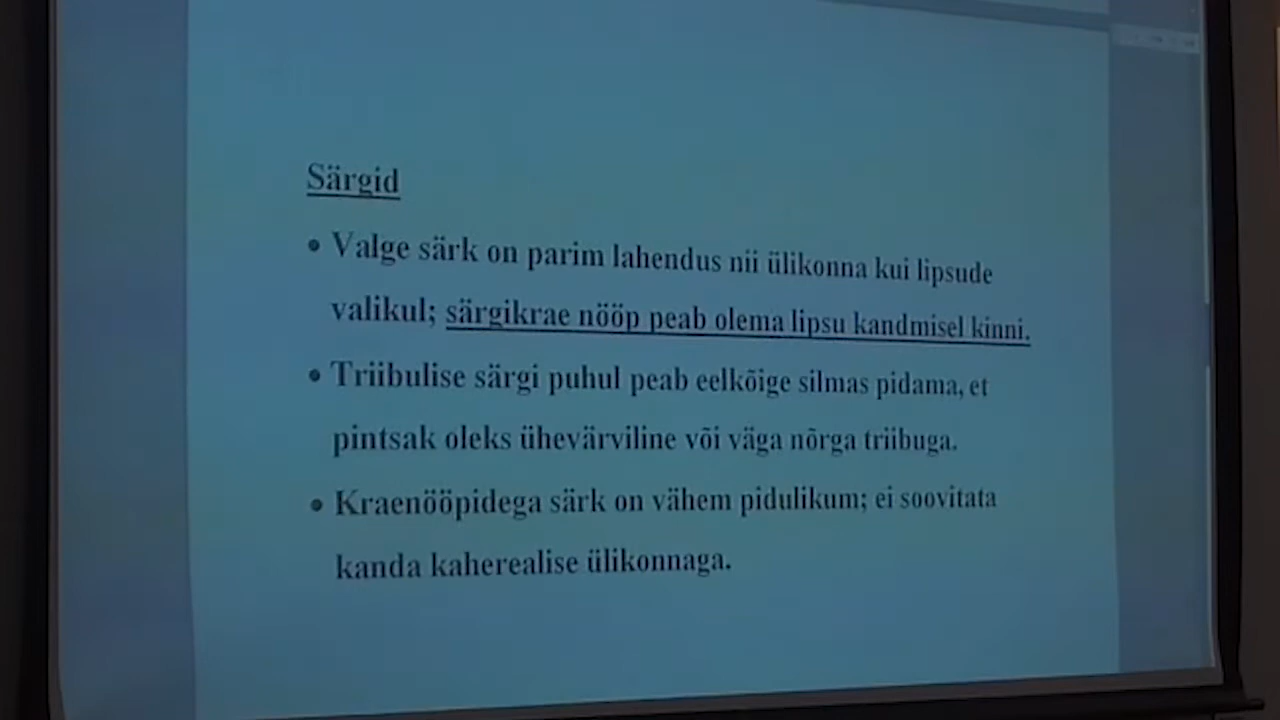 Särgid
• Valge särk on parim lahendus nii ülikonna kui lipsude
valikul; särgikrae nööp peab olema lipsu kandmisel kinni.
• Triibulise särgi puhul peab eelkõige silmas pidama, et
pintsak oleks ühevärviline või väga nõrga triibuga.
• Kraenööpidega särk on vähem pidulikum; ei soovitata
kanda kaherealise ülikonnaga.